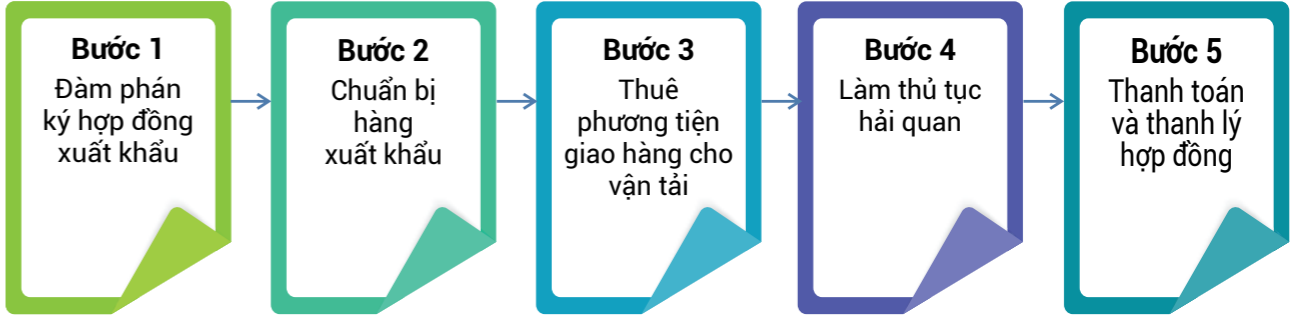 Bước 1
Đàm phán
ký hợp đồng
xuất khẩu
Bước 2
Chuẩn bị
hàng
xuất khẩu
Bước 3
Thuê
phương tiện
giao hàng cho
vận tải
Bước 4
Làm thủ tục
hải quan
Bước 5
Thanh toán
và thanh lý
hợp đồng